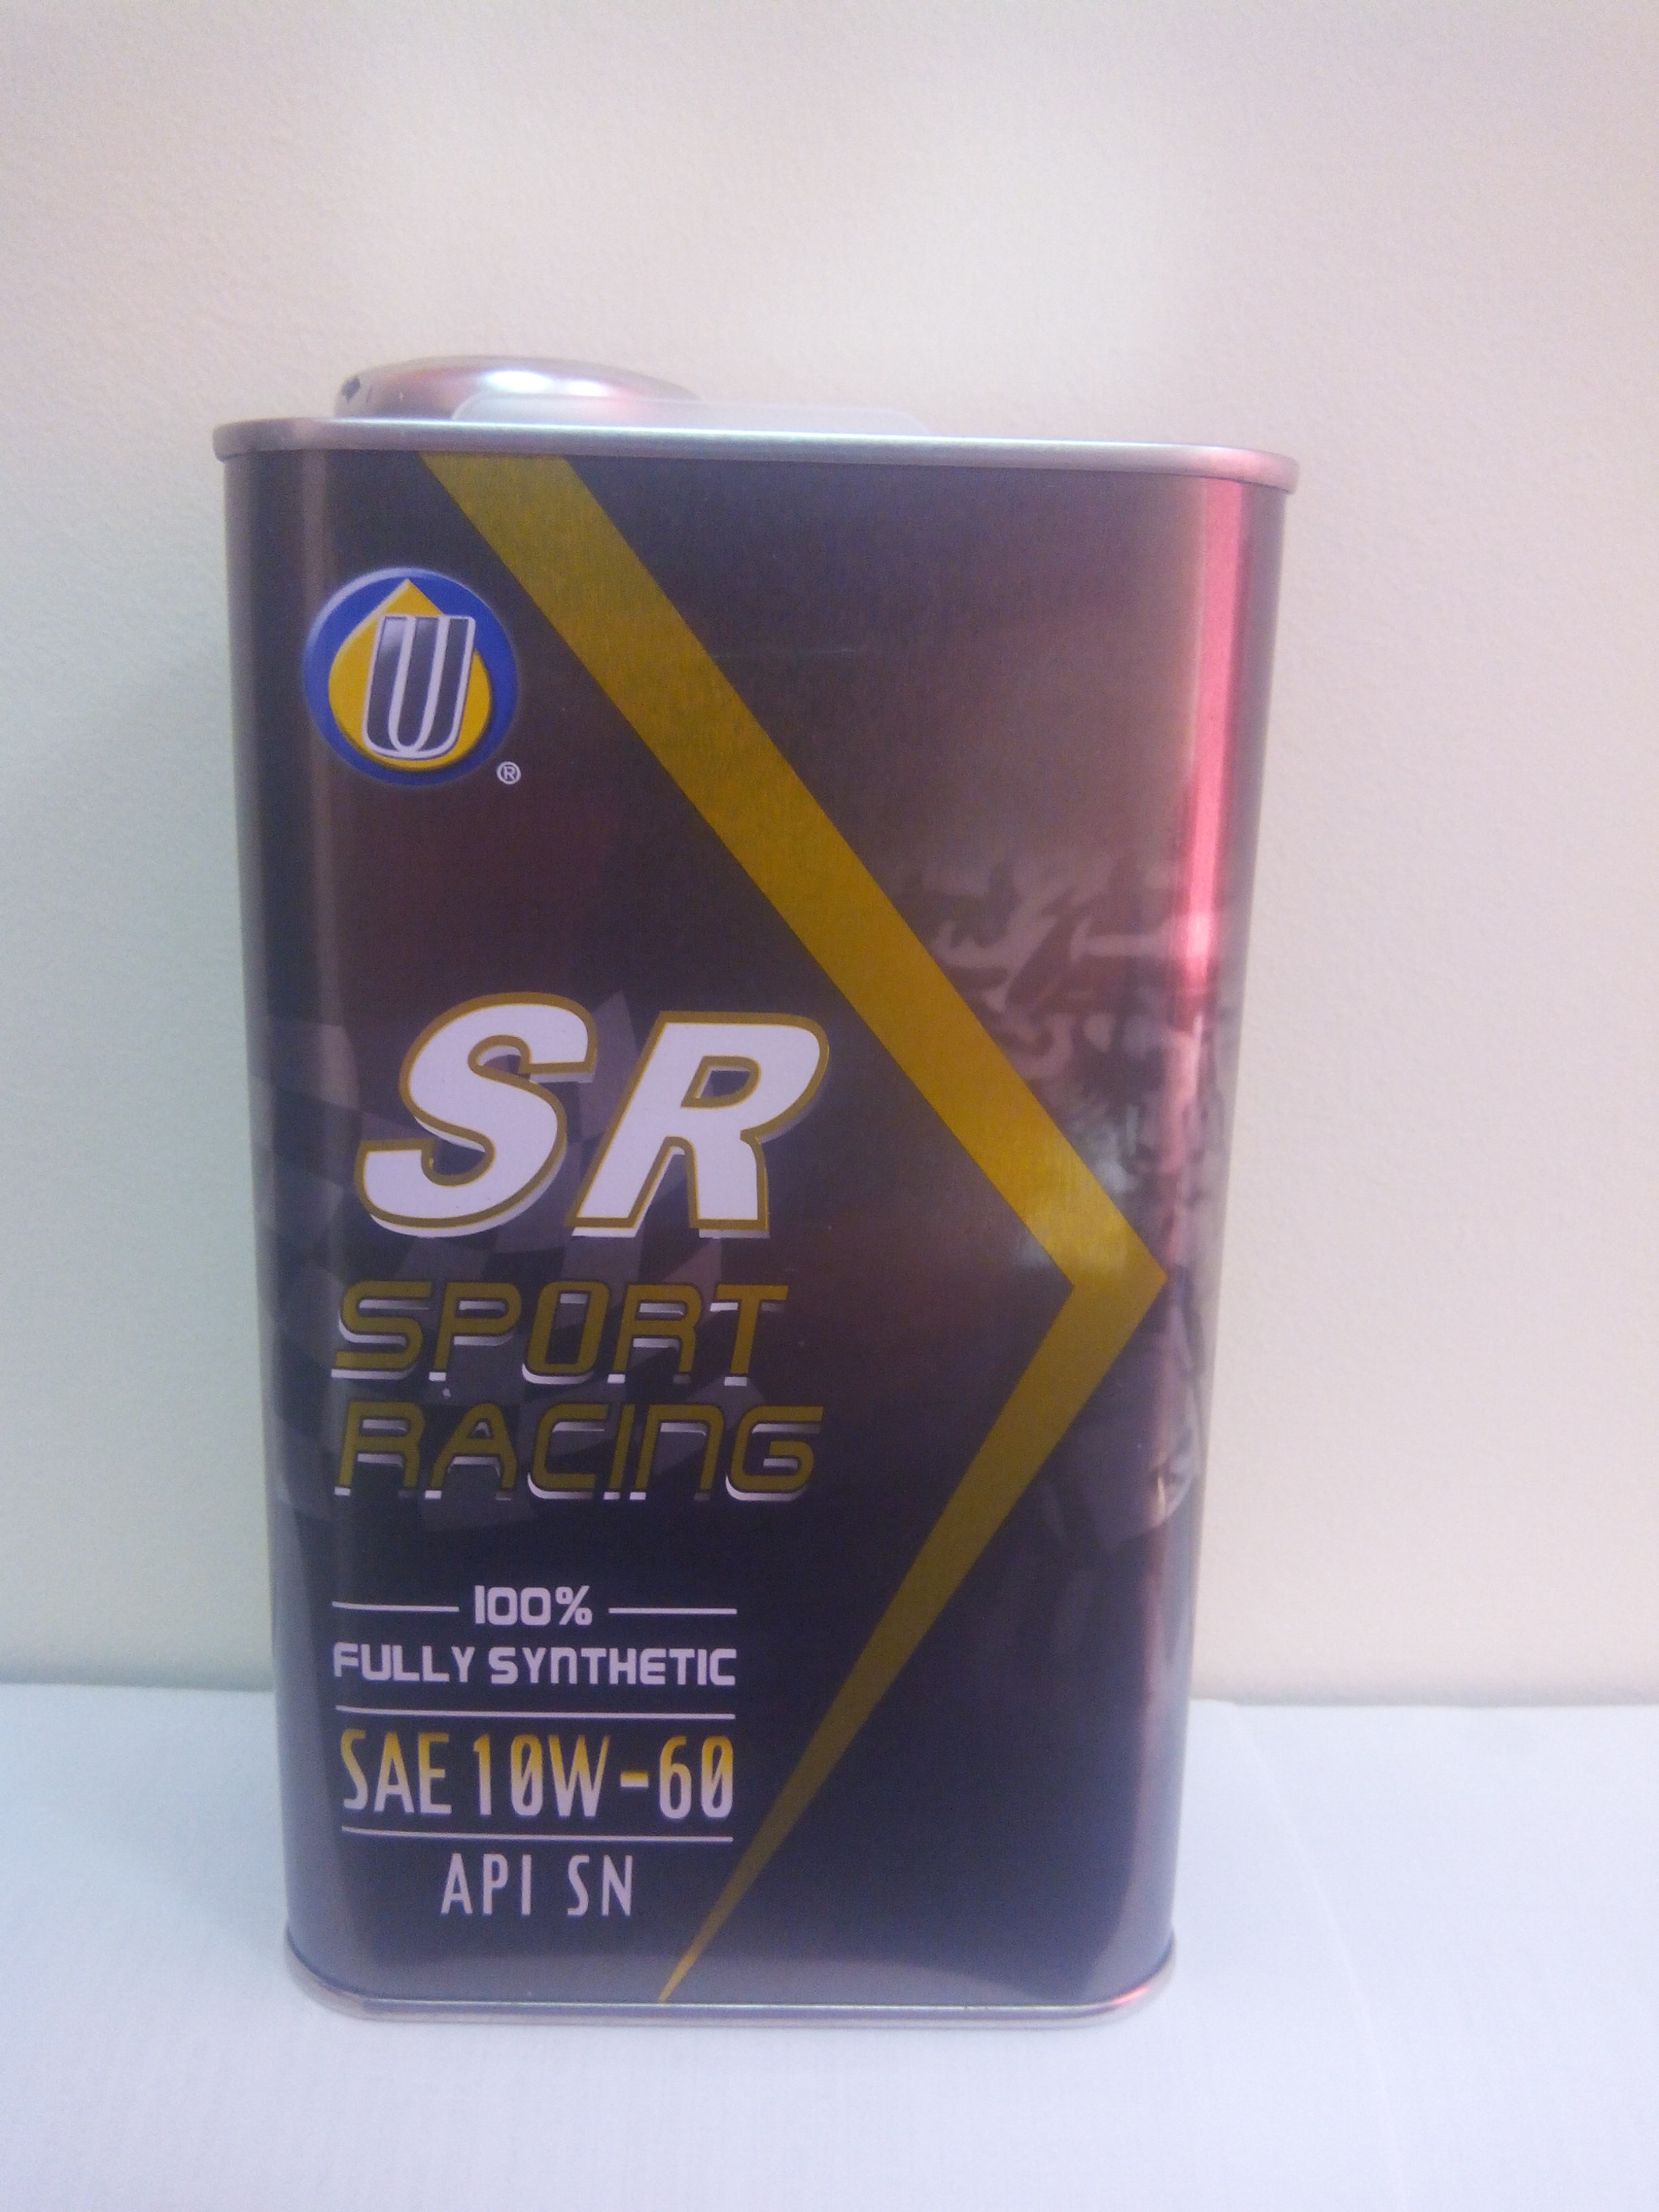 U
®
SR
SPORT
RACING
100%
FULLY SYNTHETIC
SAE 10W-60
API SN